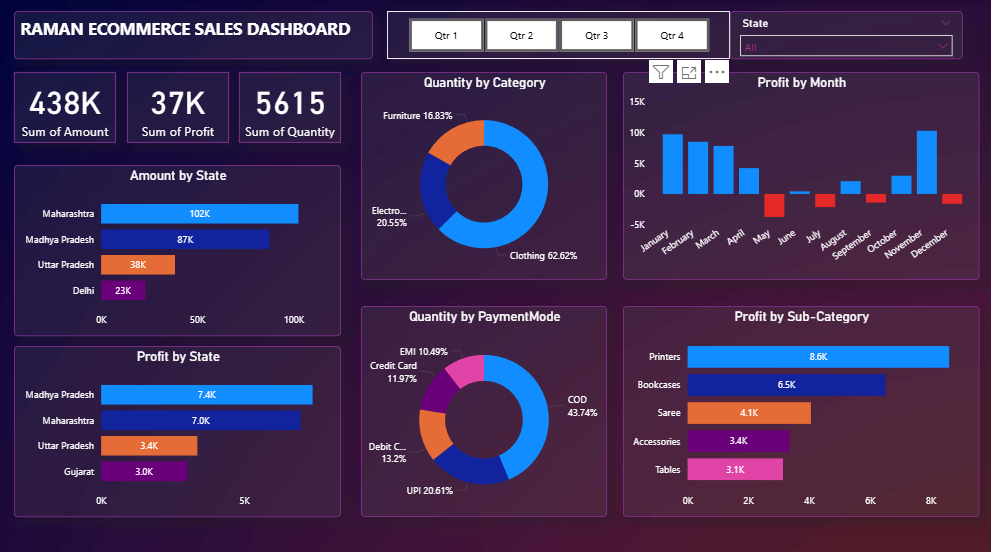 RAMAN ECOMMERCE SALES DASHBOARD
Qtr 1
Qtr 2
Qtr 3
Qtr 4
State
All
438K
Sum of Amount
37K
Sum of Profit
5615
Sum of Quantity
Amount by State
Maharashtra
102K
Madhya Pradesh
87K
Uttar Pradesh
38K
Delhi
23K
0K
50K
100K
Profit by State
Madhya Pradesh
7.4K
Maharashtra
7.0K
Uttar Pradesh
3.4K
Gujarat
3.0K
0K
5K
Quantity by Category
Furniture 16.83%
Electro...
20.55%
Clothing 62.62%
Quantity by PaymentMode
EMI 10.49%
Credit Card
11.97%
Debit C...
13.2%
UPI 20.61%
COD
43.74%
Profit by Month
15K
10K
5K
0K
-5K
January
February
March
April
May
June
July
August
September
October
November
December
Profit by Sub-Category
Printers
8.6K
Bookcases
6.5K
Saree
4.1K
Accessories
3.4K
Tables
3.1K
0K
2K
4K
6K
8K